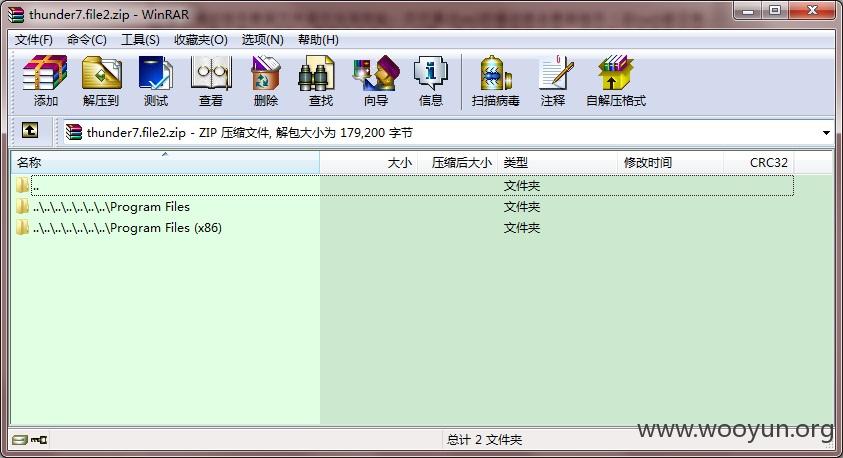 thunder7.file2.zip - WinRAR
文件(F) 命令(C) 工具(S) 收藏夹(O) 选项(N) 帮助(H)
添加 解压到 测试 查看 删除 查找 向导 信息 扫描病毒 注释 自解压格式
thunder7.file2.zip - ZIP 压缩文件, 解包大小为 179,200 字节
名称 大小 压缩后大小 类型 修改时间 CRC32
.. 文件夹
..\..\..\..\..\..\..\Program Files 文件夹
..\..\..\..\..\..\..\Program Files (x86) 文件夹
www.wooyun.org
总计 2 文件夹